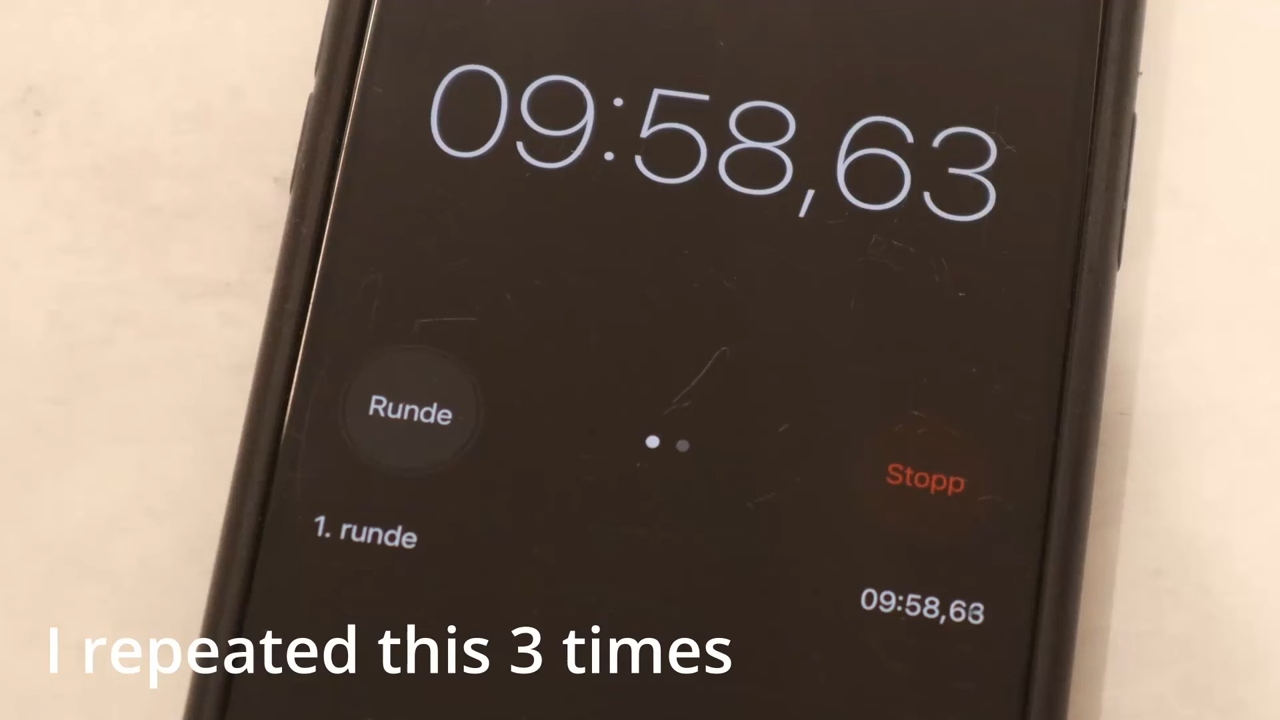 09:58,63
Runde
Stopp
1. runde
09:58,63
I repeated this 3 times